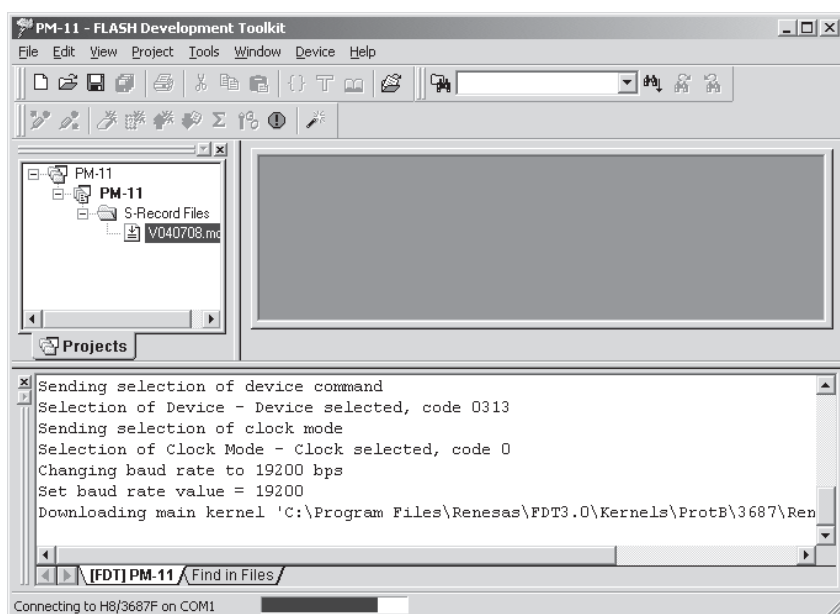 PM-11 - FLASH Development Toolkit
File Edit View Project Tools Window Device Help
PM-11
PM-11
S-Record Files
V040708.mo
Projects
Sending selection of device command
Selection of Device - Device selected, code 0313
Sending selection of clock mode
Selection of Clock Mode - Clock selected, code 0
Changing baud rate to 19200 bps
Set baud rate value = 19200
Downloading main kernel 'C:\Program Files\Renesas\FDT3.0\Kernels\ProtB\3687\Ren
[FDT] PM-11 Find in Files
Connecting to H8/3687F on COM1